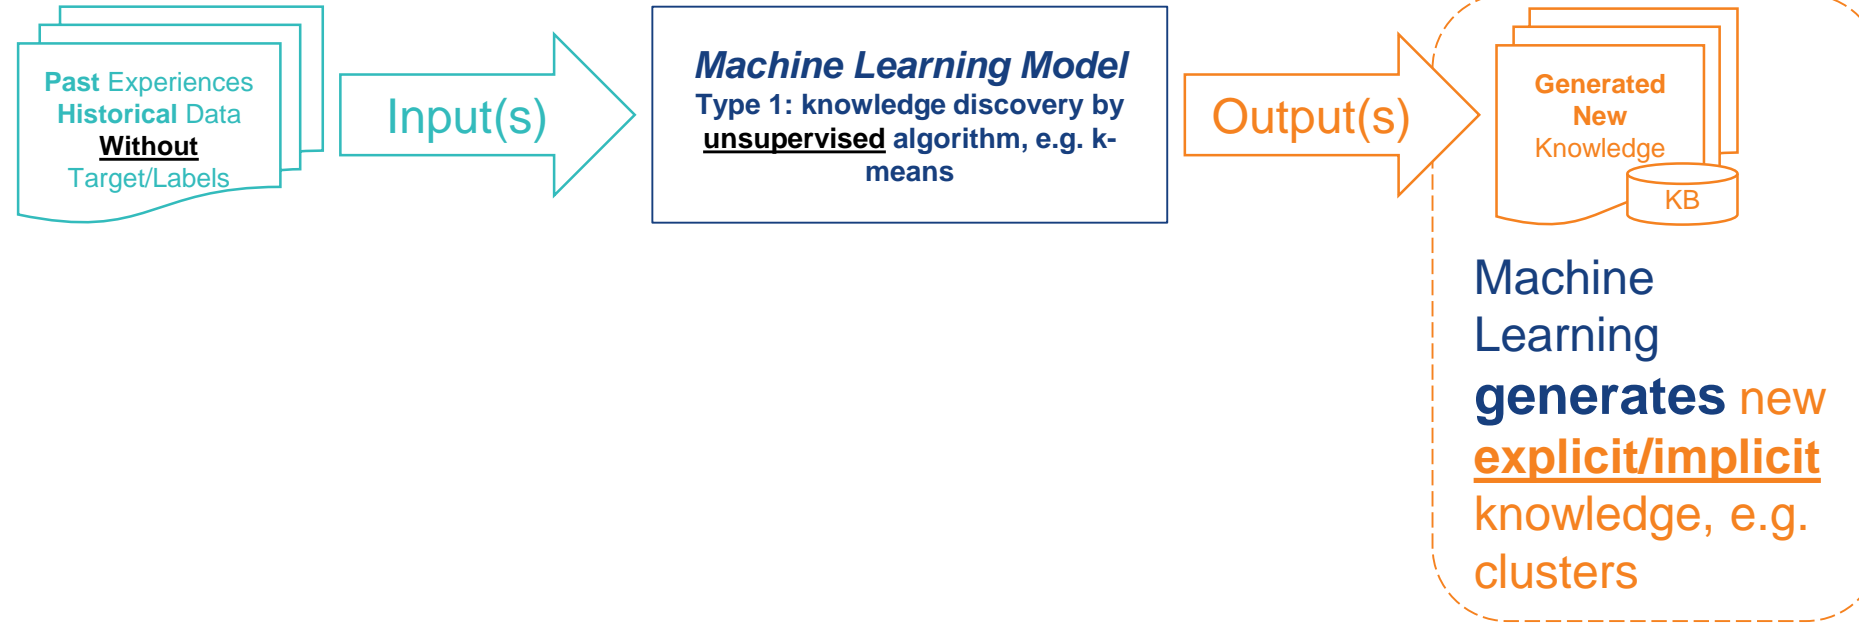 Past Experiences
Historical Data
Without
Target/Labels
Input(s)
Machine Learning Model
Type 1: knowledge discovery by
unsupervised algorithm, e.g. k-
means
Output(s)
Generated
New
Knowledge
KB
Machine
Learning
generates new
explicit/implicit
knowledge, e.g.
clusters